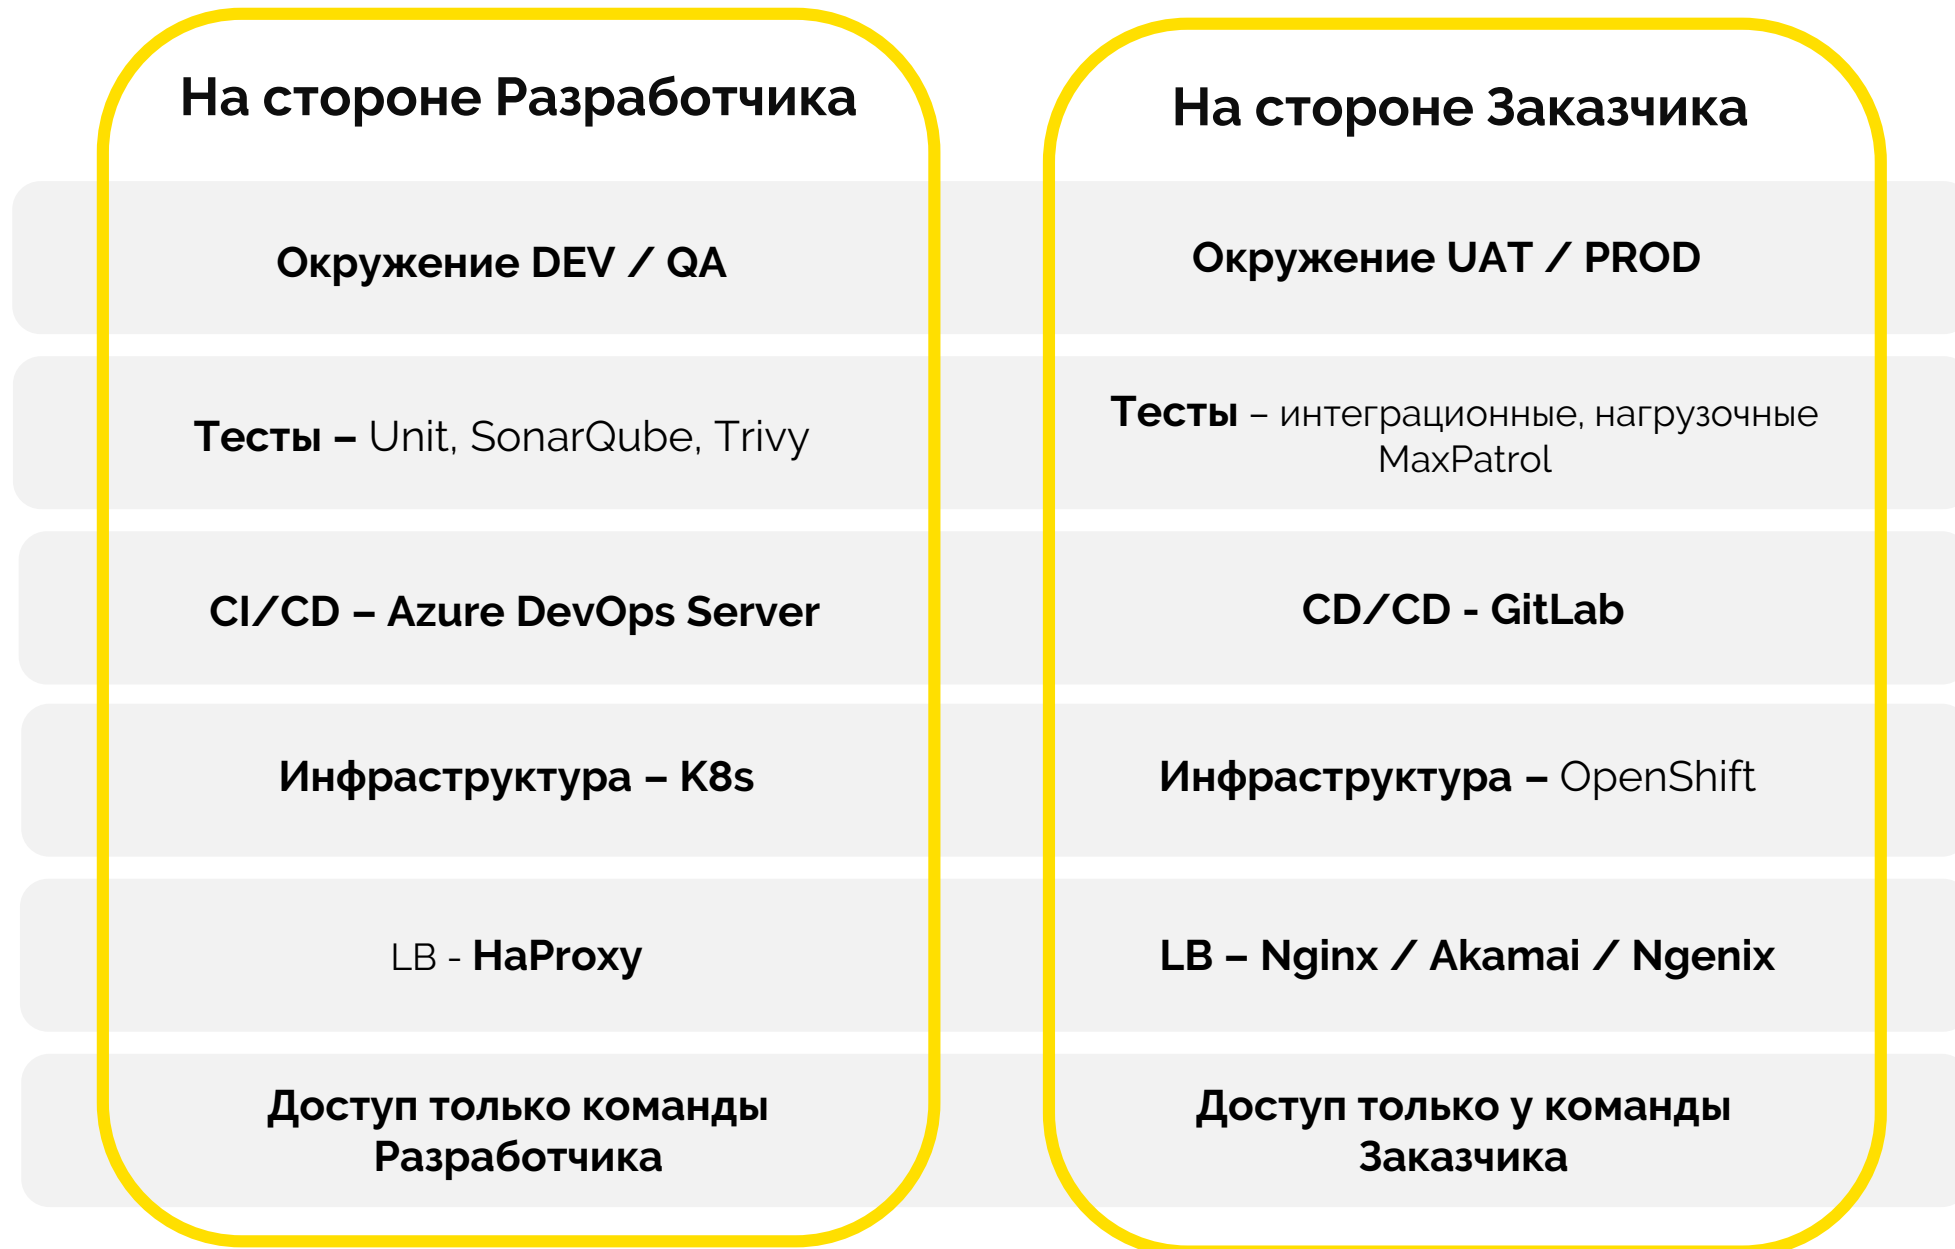 На стороне Разработчика
На стороне Заказчика
Окружение DEV / QA
Окружение UAT / PROD
Тесты – Unit, SonarQube, Trivy
Тесты – интеграционные, нагрузочные
MaxPatrol
CI/CD – Azure DevOps Server
CD/CD - GitLab
Инфраструктура – K8s
Инфраструктура – OpenShift
LB - HaProxy
LB – Nginx / Akamai / Ngenix
Доступ только команды
Разработчика
Доступ только у команды
Заказчика